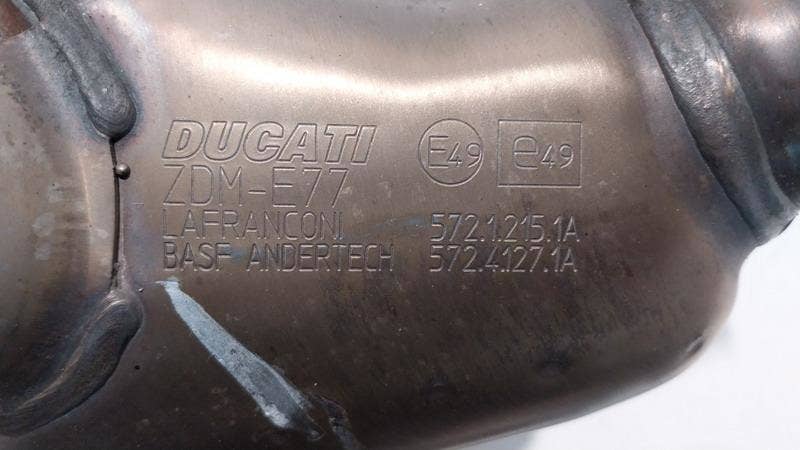 DUCATI E49 e49
ZDM-E77
LAFRANCONI 572.1.215.1A
BASF ANDERTECH 572.4.127.1A